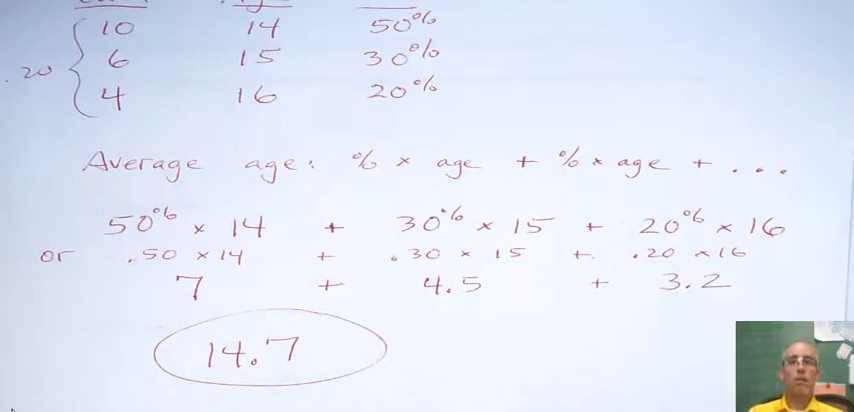 10 14 50%
6 15 30%
.20
4 16 20%
Average age: % x age + % x age + ...
50% x 14 + 30% x 15 + 20% x 16
or .50 x 14 + .30 x 15 + .20 x 16
7 + 4.5 + 3.2
14.7